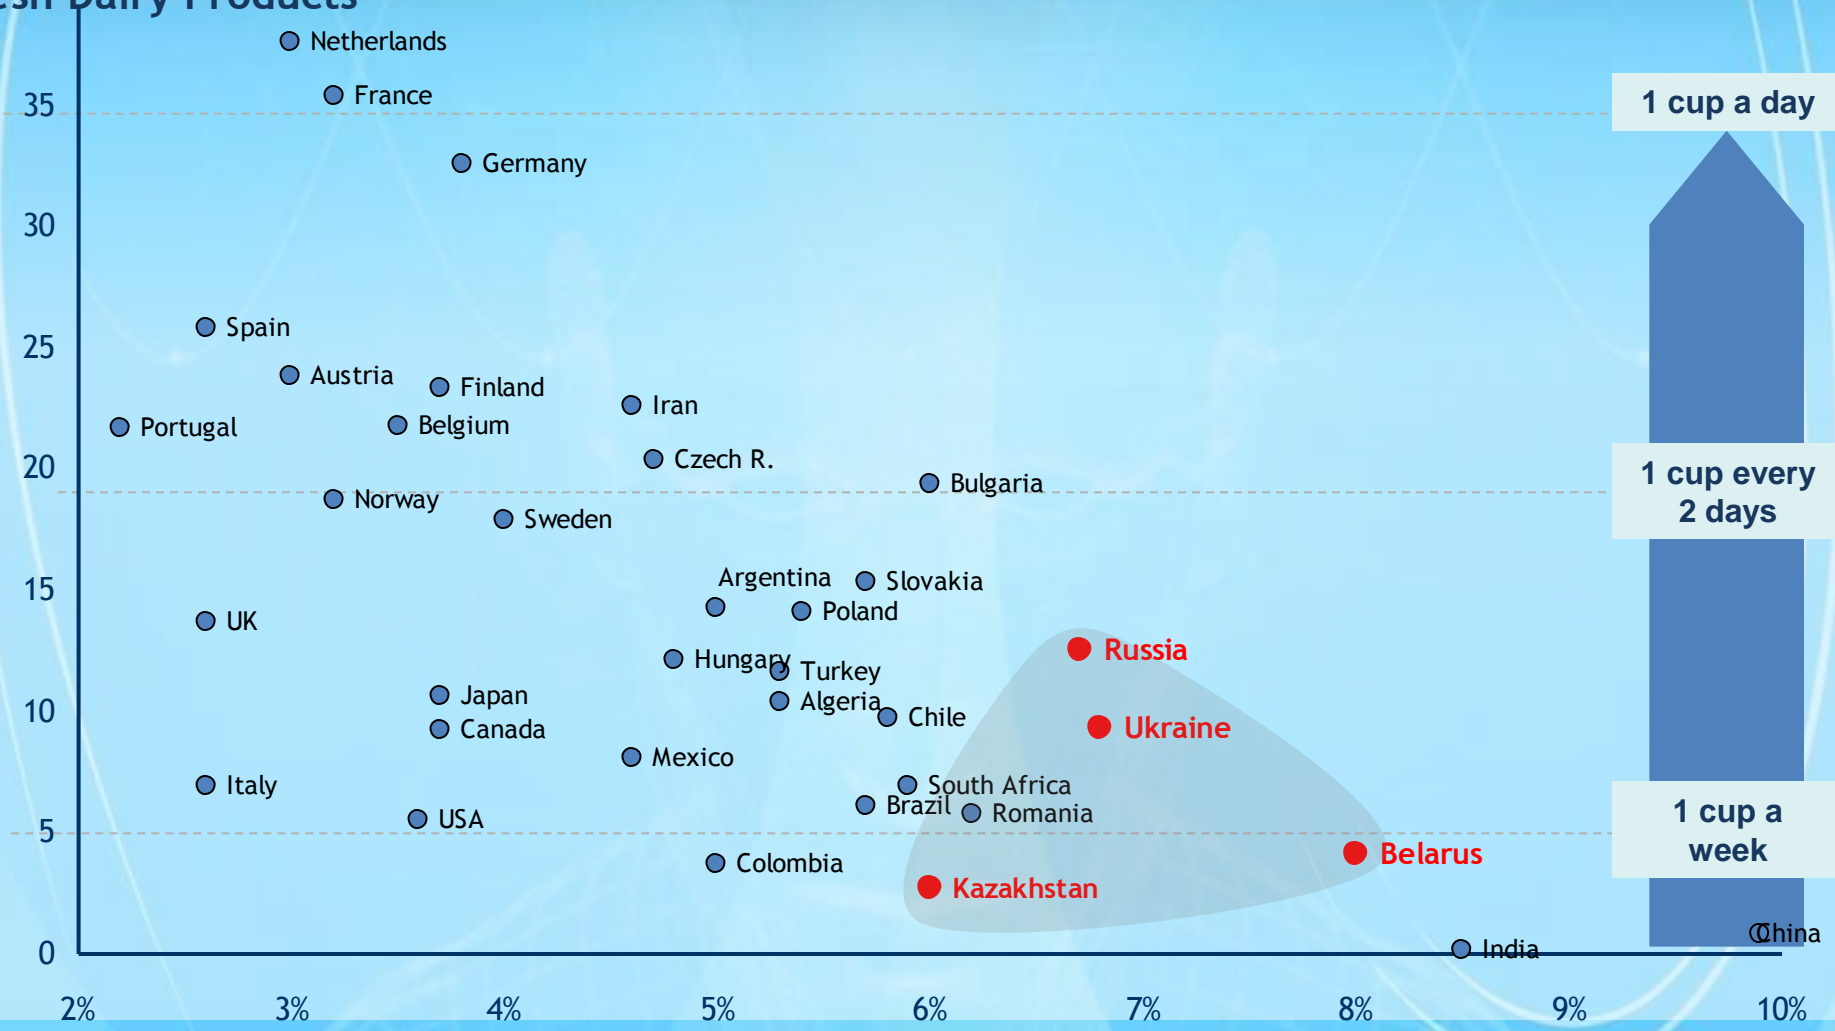 Dairy Products
Netherlands
France
35
1 cup a day
Germany
30
Spain
25
Austria
Finland
Iran
Portugal
Belgium
Czech R.
20
Bulgaria
1 cup every
2 days
Norway
Sweden
Argentina
Slovakia
15
Poland
UK
Russia
Hungary
Turkey
Japan
Algeria
10
Chile
Canada
Ukraine
Mexico
Italy
South Africa
Brazil
Romania
1 cup a
week
USA
5
Belarus
Colombia
Kazakhstan
China
0
India
2%
3%
4%
5%
6%
7%
8%
9%
10%